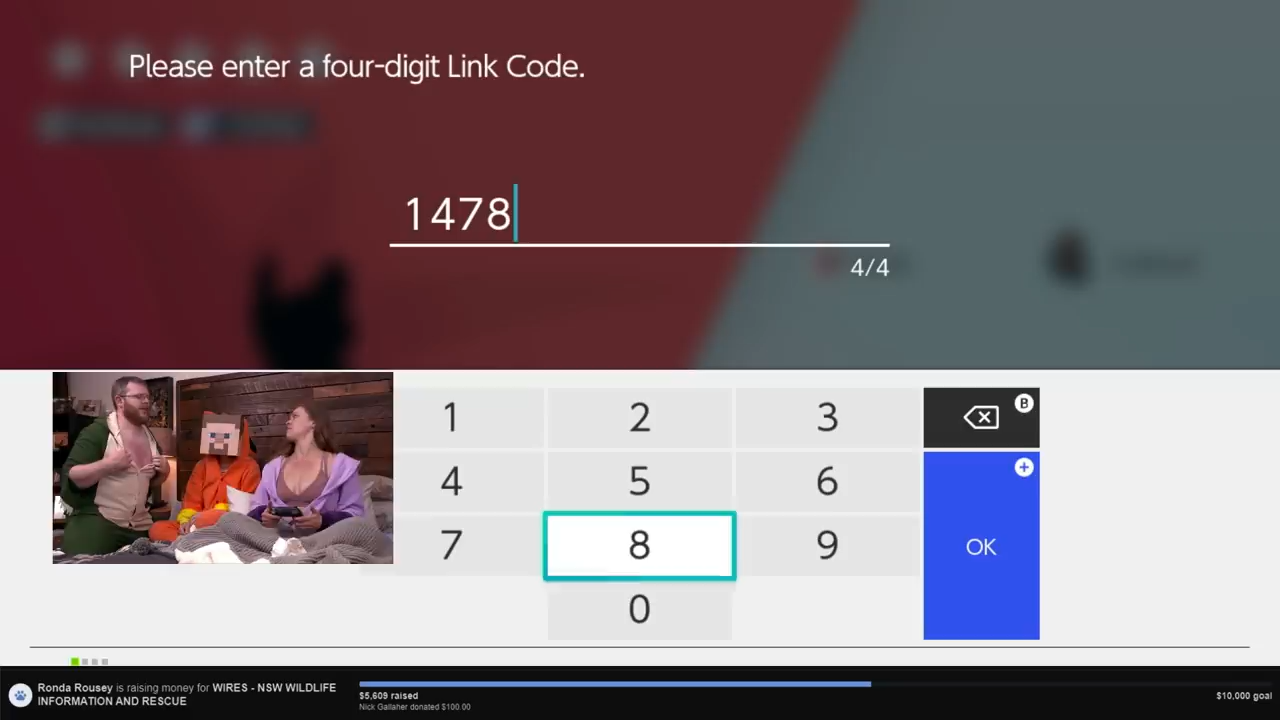 Please enter a four-digit Link Code.
1478
4/4
1 2 3 B
4 5 6 +
7 8 9 OK
0
Ronda Rousey is raising money for WIRES - NSW WILDLIFE
INFORMATION AND RESCUE
$5,609 raised
$10,000 goal
Nick Gallaher donated $100.00